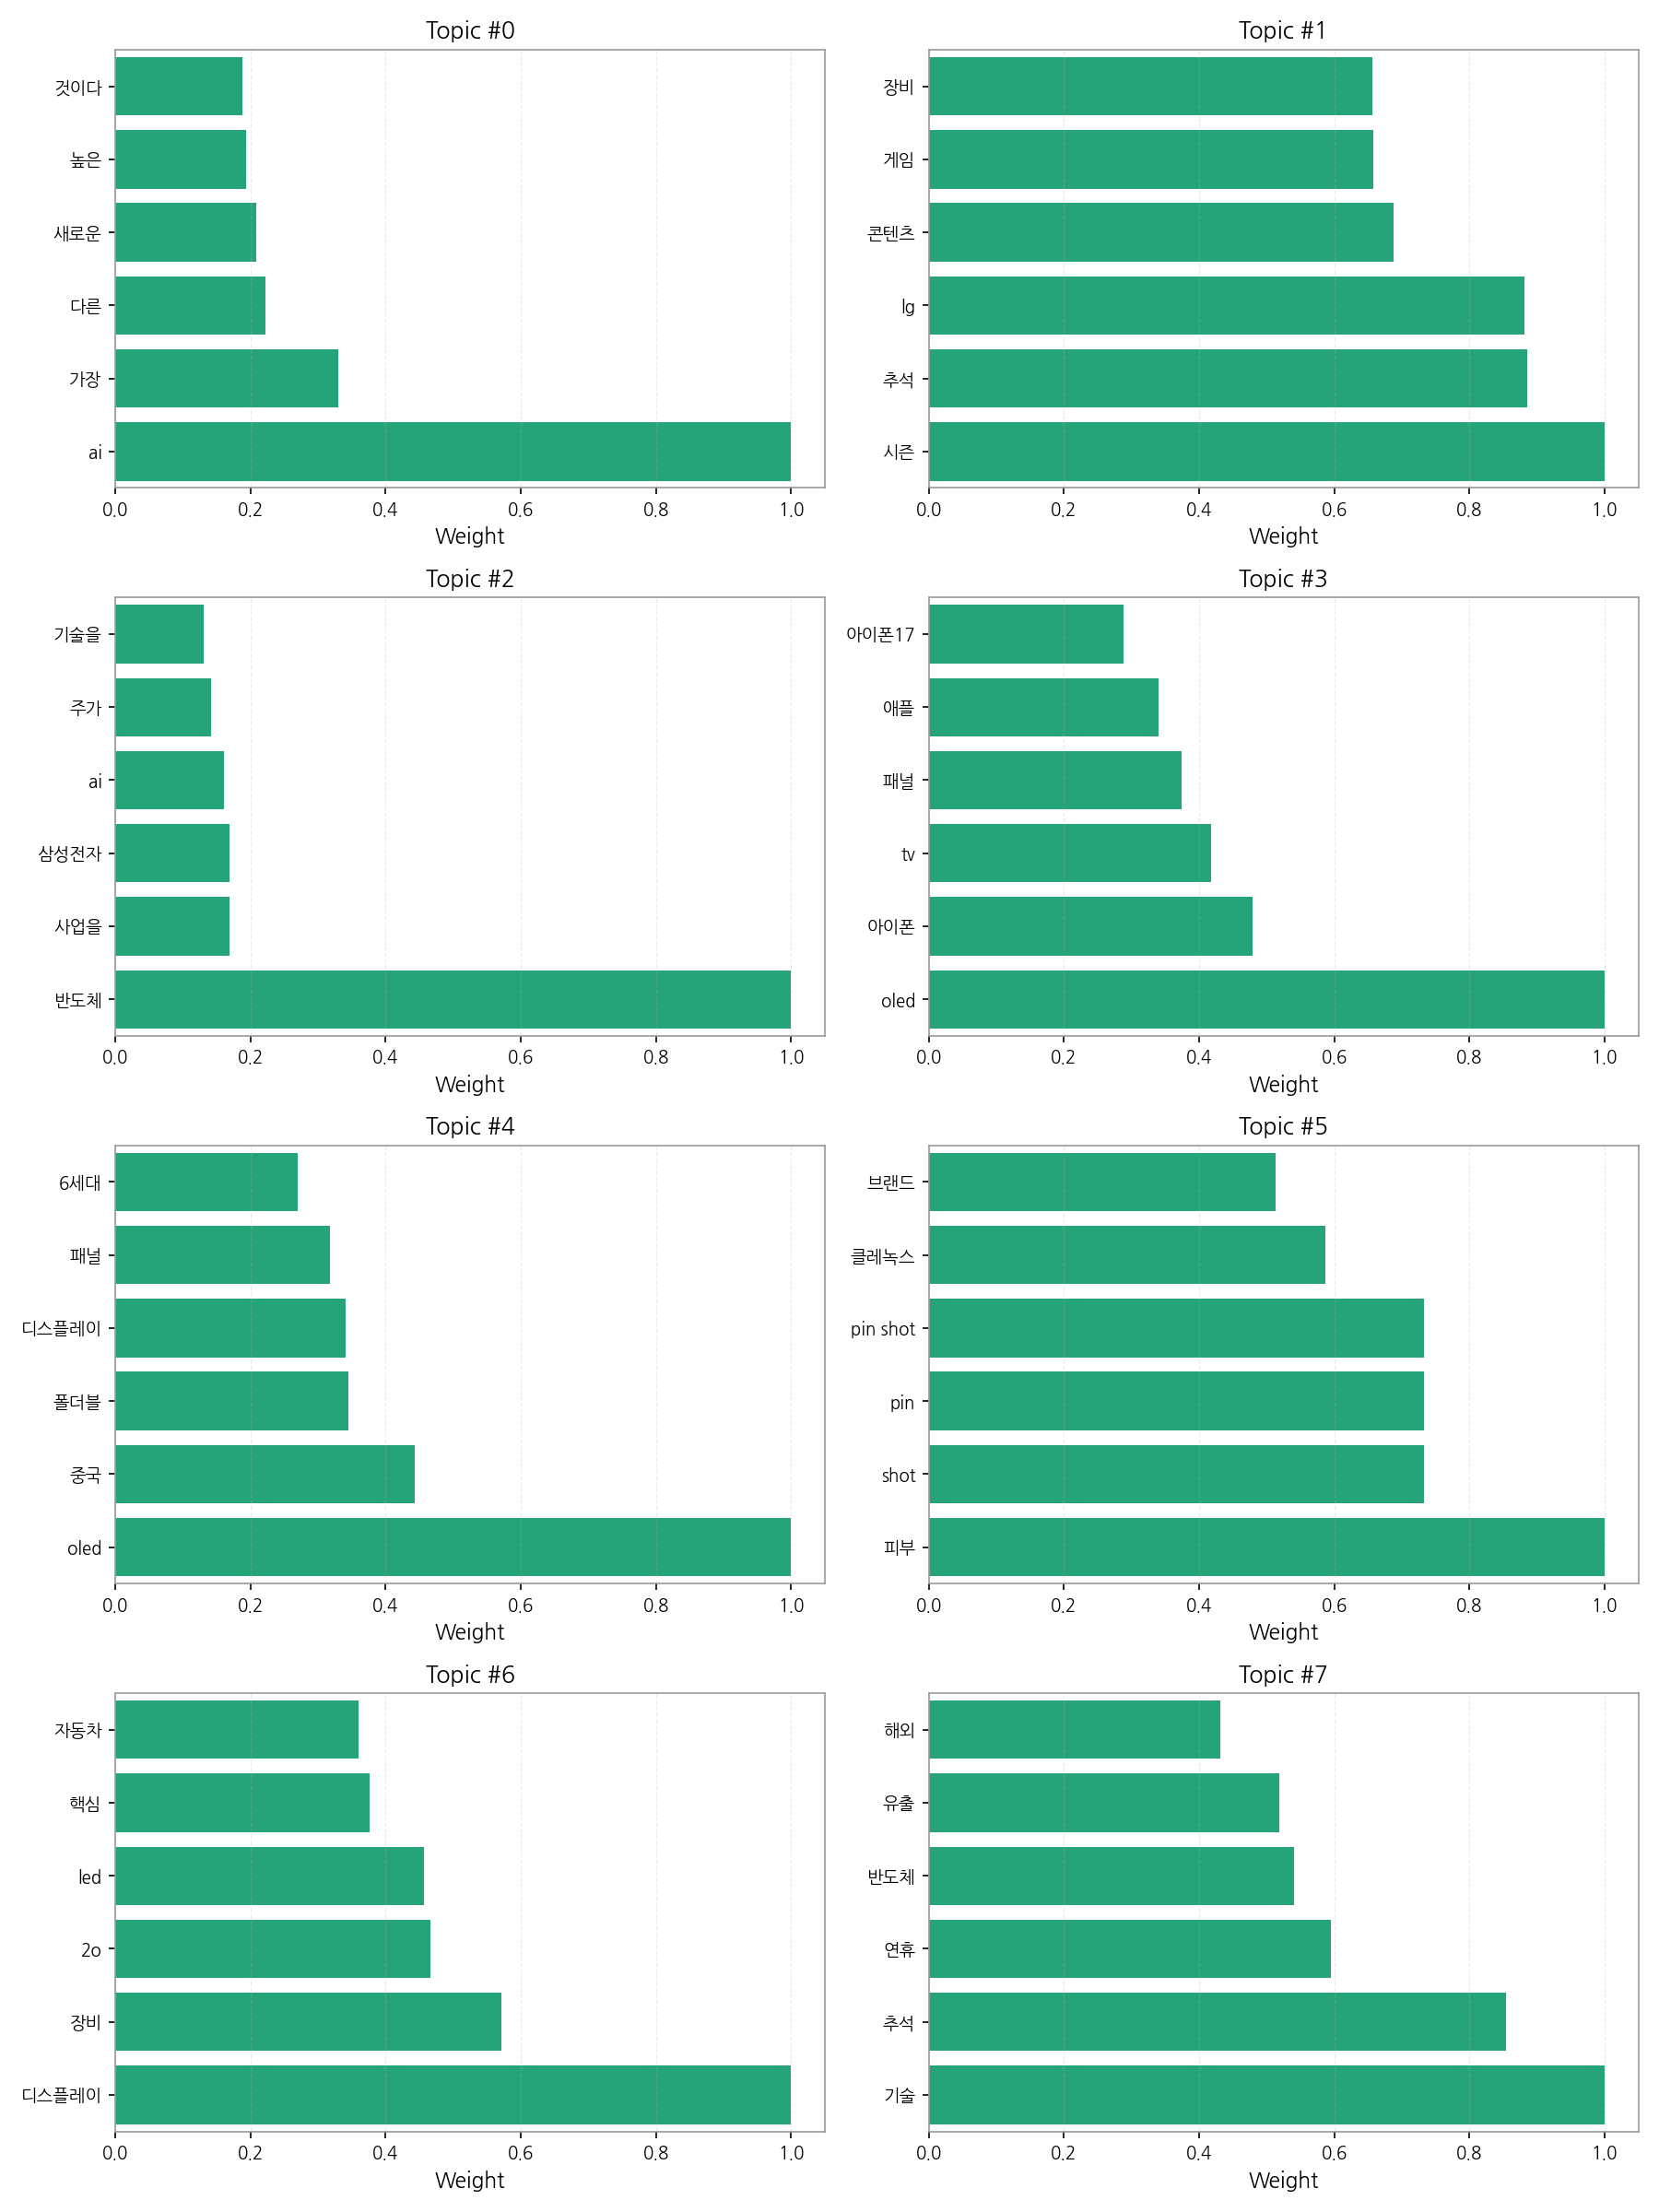 Topic #0
것이다
높은
새로운
다른
가장
ai
0.0 0.2 0.4 0.6 0.8 1.0
Weight
Topic #1
장비
게임
콘텐츠
lg
추석
시즌
0.0 0.2 0.4 0.6 0.8 1.0
Weight
Topic #2
기술을
주가
ai
삼성전자
사업을
반도체
0.0 0.2 0.4 0.6 0.8 1.0
Weight
Topic #3
아이폰17
애플
패널
tv
아이폰
oled
0.0 0.2 0.4 0.6 0.8 1.0
Weight
Topic #4
6세대
패널
디스플레이
폴더블
중국
oled
0.0 0.2 0.4 0.6 0.8 1.0
Weight
Topic #5
브랜드
클레녹스
pin shot
pin
shot
피부
0.0 0.2 0.4 0.6 0.8 1.0
Weight
Topic #6
자동차
핵심
led
2o
장비
디스플레이
0.0 0.2 0.4 0.6 0.8 1.0
Weight
Topic #7
해외
유출
반도체
연휴
추석
기술
0.0 0.2 0.4 0.6 0.8 1.0
Weight